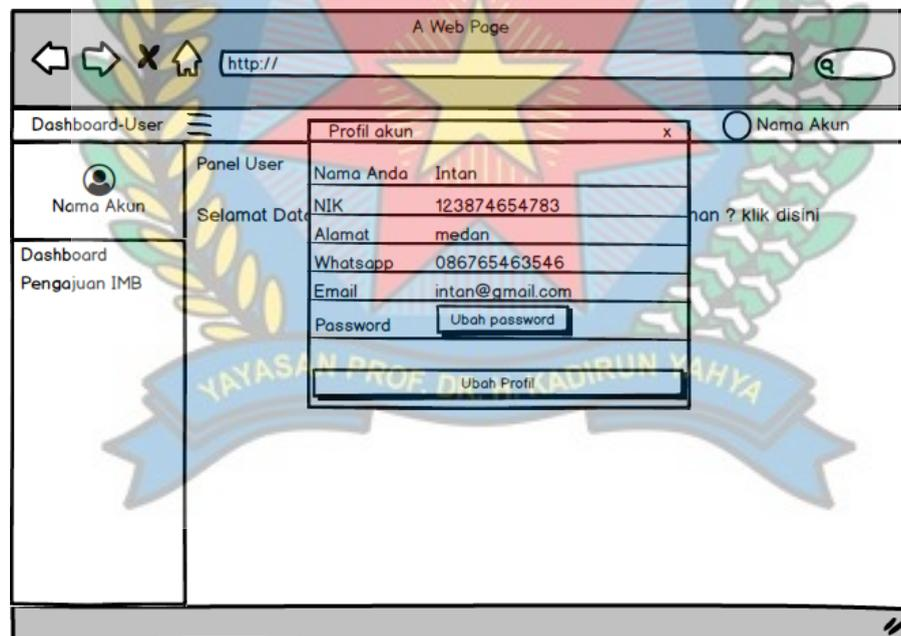 A Web Page
http://
Dashboard-User
Nama Akun
Nama Akun
Dashboard
Pengajuan IMB
Panel User
Selamat Data
nan ? klik disini
Profil akun x
Nama Anda Intan
NIK 123874654783
Alamat medan
Whatsapp 086765463546
Email intan@gmail.com
Password Ubah password
Ubah Profil
YAYASAN PROF. DR. H. KADIRUN YAHYA